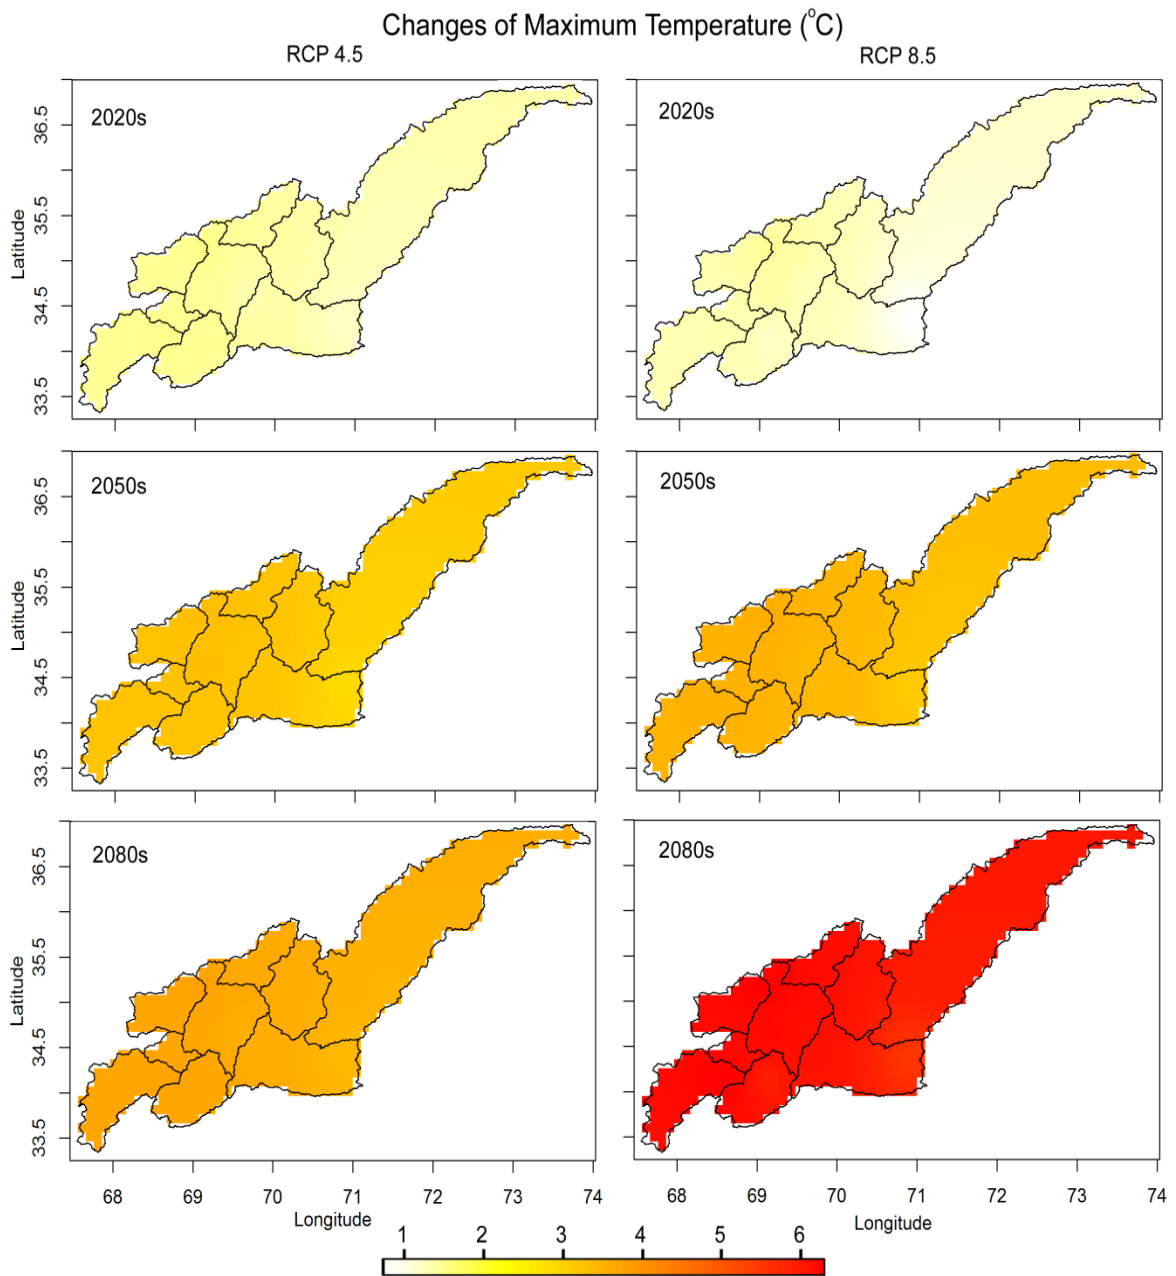 Changes of Maximum Temperature (°C)
RCP 4.5
RCP 8.5
2020s
2020s
36.5
35.5
34.5
33.5
Latitude
2050s
2050s
36.5
35.5
34.5
33.5
Latitude
2080s
2080s
36.5
35.5
34.5
33.5
Latitude
68 69 70 71 72 73 74
68 69 70 71 72 73 74
Longitude
Longitude
1 2 3 4 5 6